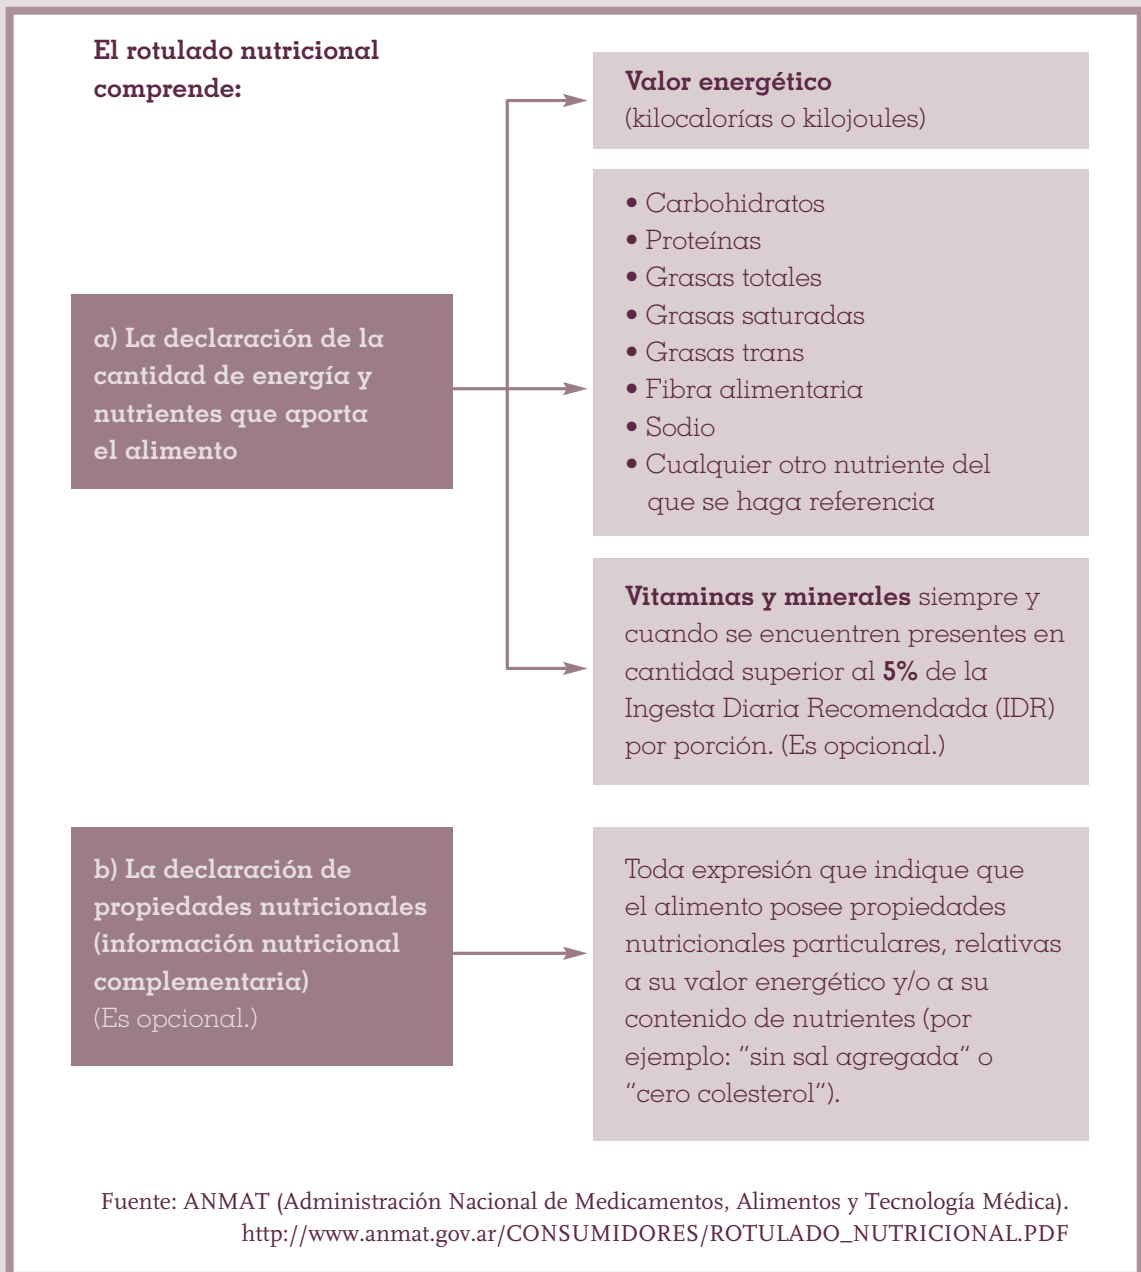 El rotulado nutricional
comprende:
a) La declaración de la
cantidad de energía y
nutrientes que aporta
el alimento
Valor energético
(kilocalorías o kilojoules)
• Carbohidratos
• Proteínas
• Grasas totales
• Grasas saturadas
• Grasas trans
• Fibra alimentaria
• Sodio
• Cualquier otro nutriente del
que se haga referencia
Vitaminas y minerales siempre y
cuando se encuentren presentes en
cantidad superior al 5% de la
Ingesta Diaria Recomendada (IDR)
por porción. (Es opcional.)
b) La declaración de
propiedades nutricionales
(información nutricional
complementaria)
(Es opcional.)
Toda expresión que indique que
el alimento posee propiedades
nutricionales particulares, relativas
a su valor energético y/o a su
contenido de nutrientes (por
ejemplo: “sin sal agregada” o
“cero colesterol”).
Fuente: ANMAT (Administración Nacional de Medicamentos, Alimentos y Tecnología Médica).
http://www.anmat.gov.ar/CONSUMIDORES/ROTULADO_NUTRICIONAL.PDF